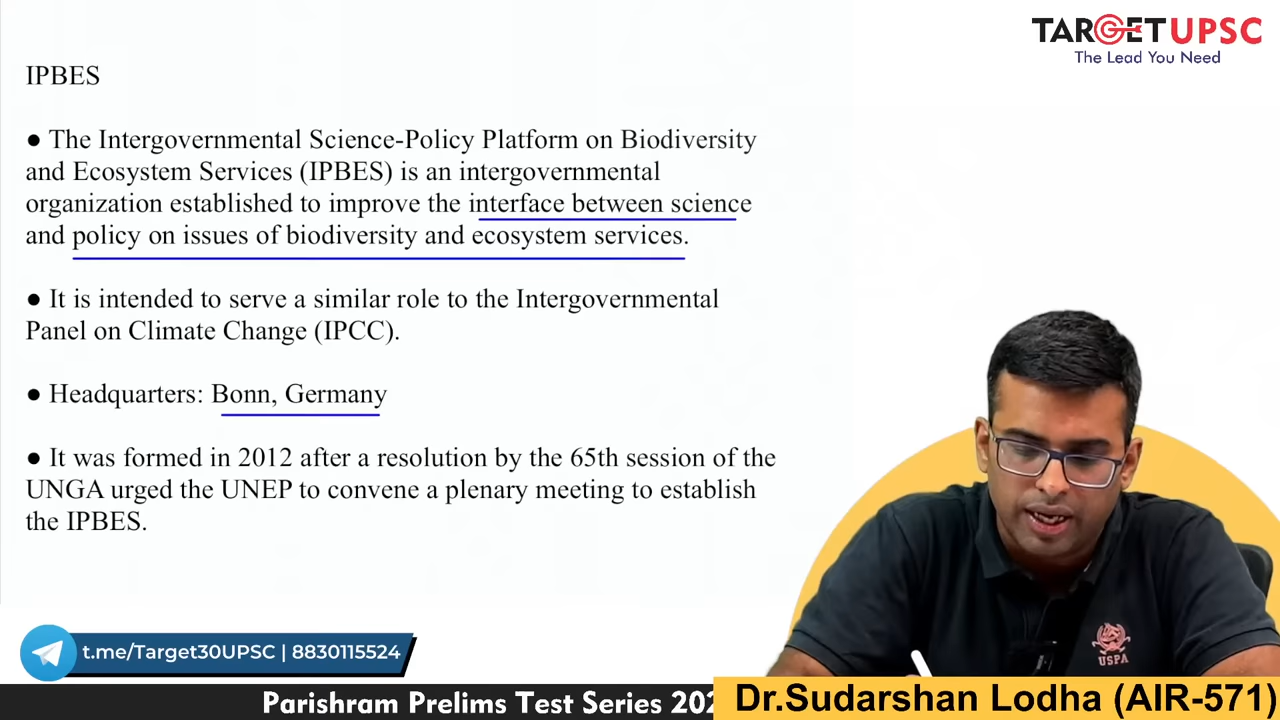 TARGET UPSC
The Lead You Need
IPBES
● The Intergovernmental Science-Policy Platform on Biodiversity
and Ecosystem Services (IPBES) is an intergovernmental
organization established to improve the interface between science
and policy on issues of biodiversity and ecosystem services.
● It is intended to serve a similar role to the Intergovernmental
Panel on Climate Change (IPCC).
● Headquarters: Bonn, Germany
● It was formed in 2012 after a resolution by the 65th session of the
UNGA urged the UNEP to convene a plenary meeting to establish
the IPBES.
USPA
t.me/Target30UPSC | 8830115524
Parishram Prelims Test Series 202
Dr.Sudarshan Lodha (AIR-571)